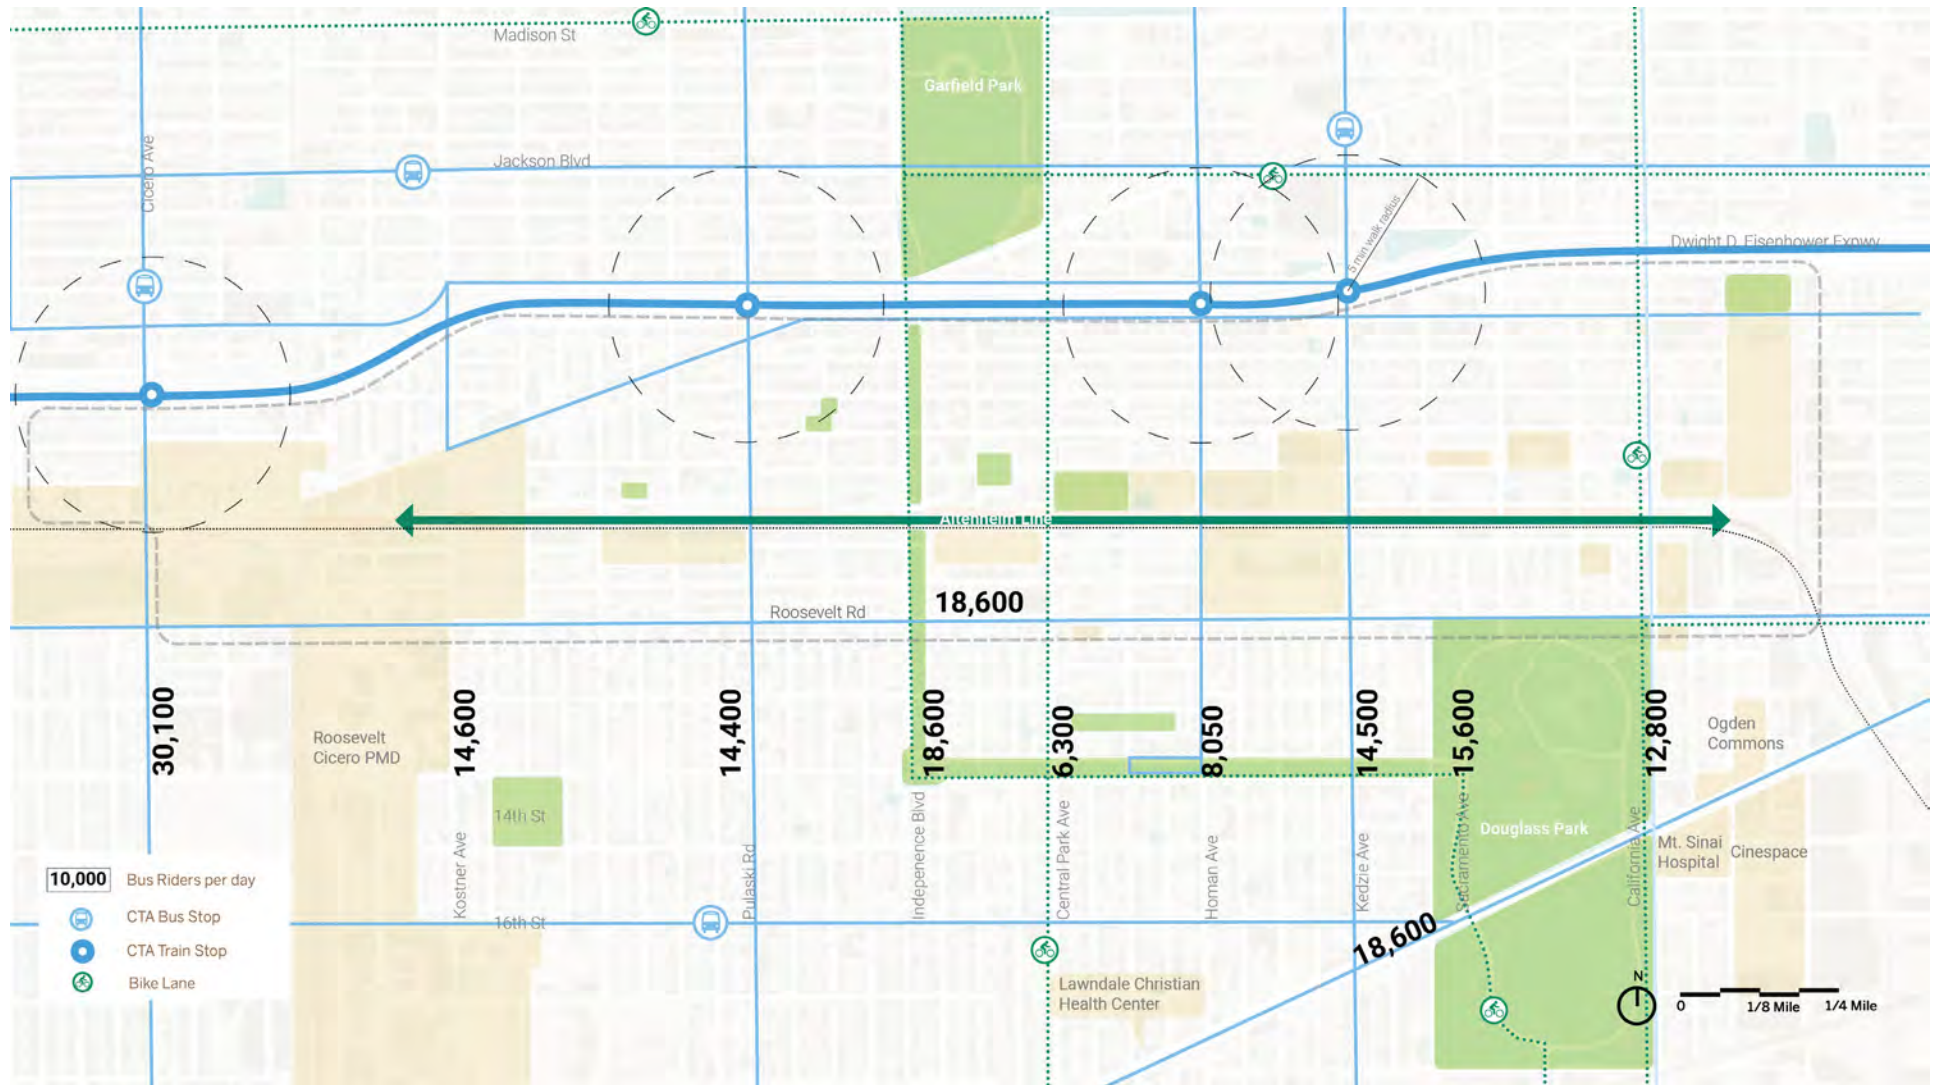 Madison St
Garfield Park
Cicero Ave
Jackson Blvd
5 min walk radius
Dwight D. Eisenhower Expwy
Altenheim Line
18,600
Roosevelt Rd
30,100
14,600
14,400
18,600
6,300
8,050
14,500
15,600
12,800
Roosevelt
Cicero PMD
Ogden
Commons
14th St
Kostner Ave
Pulaski Rd
Indepenence Blvd
Central Park Ave
Homan Ave
Kedzie Ave
Sacramento Ave
Douglass Park
California Ave
Mt. Sinai
Hospital
Cinespace
10,000 Bus Riders per day
CTA Bus Stop
CTA Train Stop
Bike Lane
16th St
18,600
Lawndale Christian
Health Center
N
0 1/8 Mile 1/4 Mile